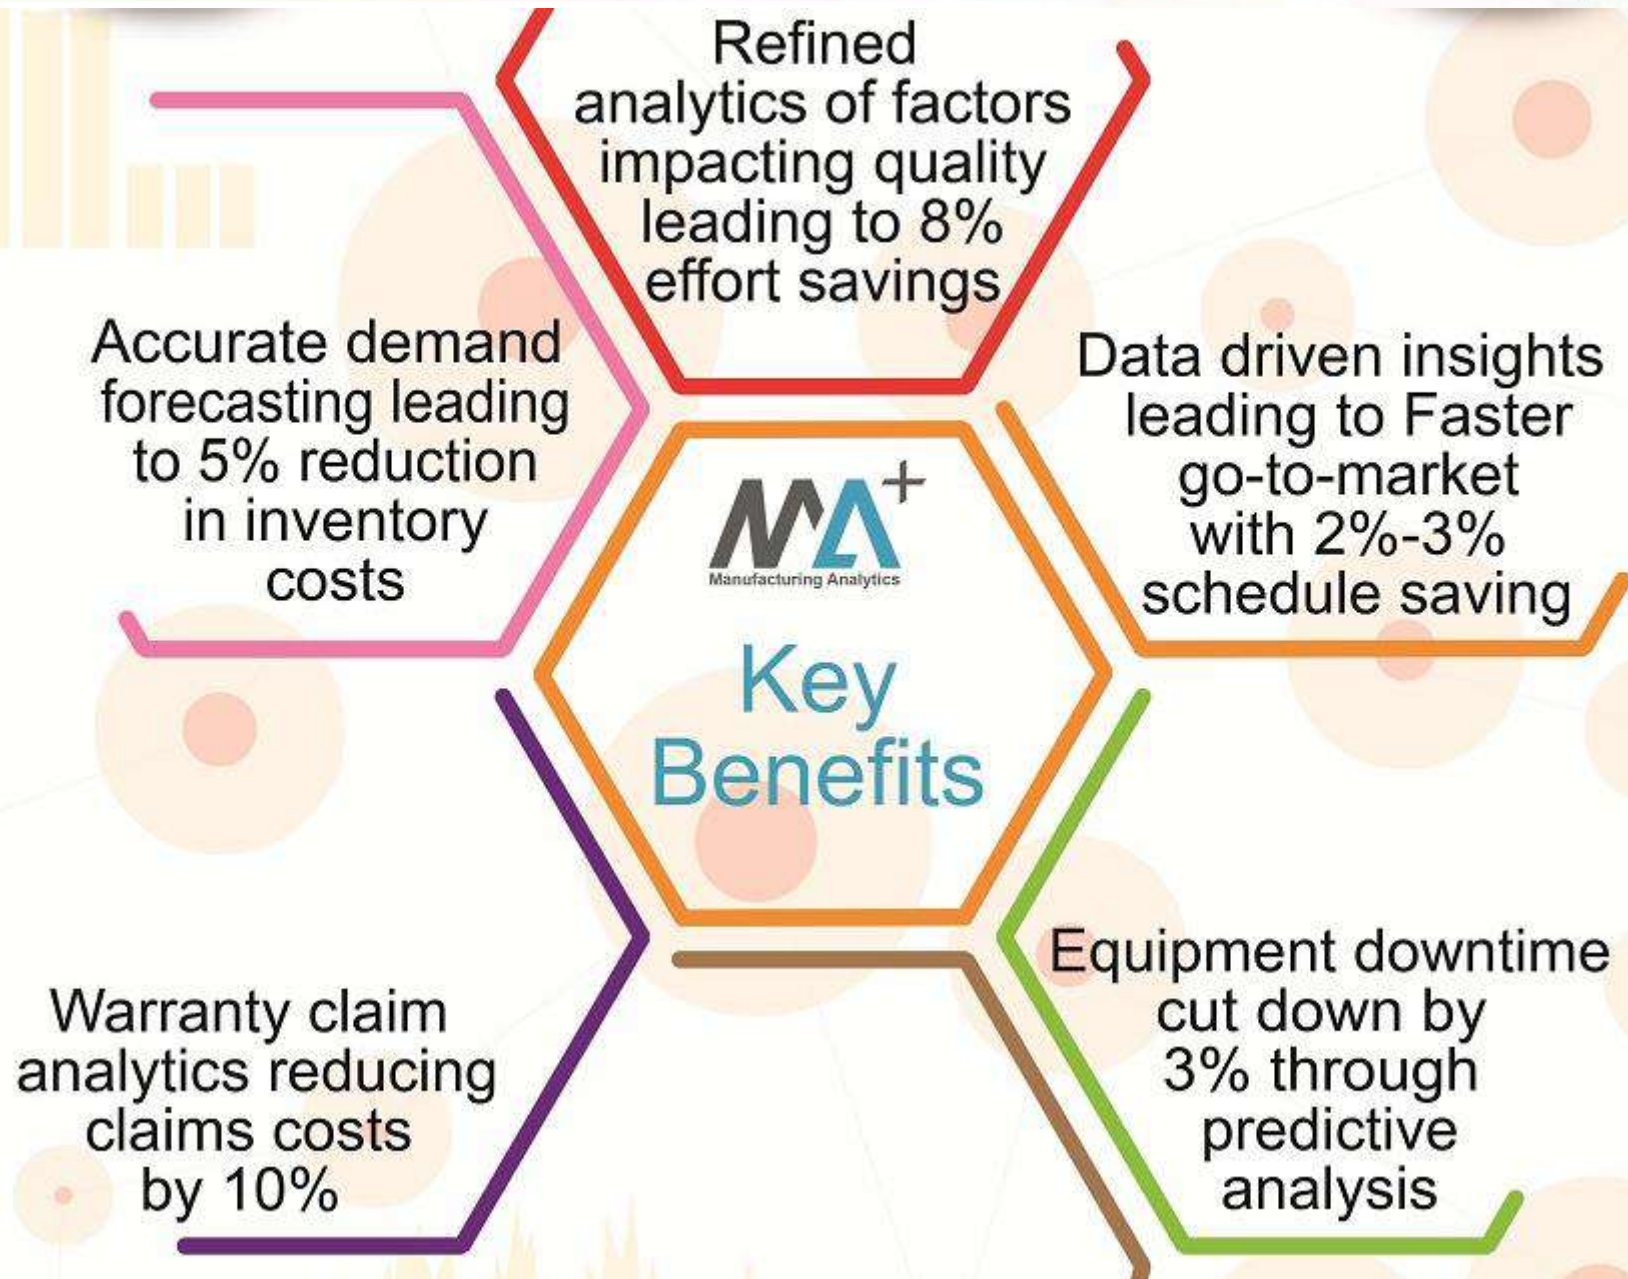 Refined
analytics of factors
impacting quality
leading to 8%
effort savings
Accurate demand
forecasting leading
to 5% reduction
in inventory
costs
Data driven insights
leading to Faster
go-to-market
with 2%-3%
schedule saving
MA+
Manufacturing Analytics
Key
Benefits
Warranty claim
analytics reducing
claims costs
by 10%
Equipment downtime
cut down by
3% through
predictive
analysis